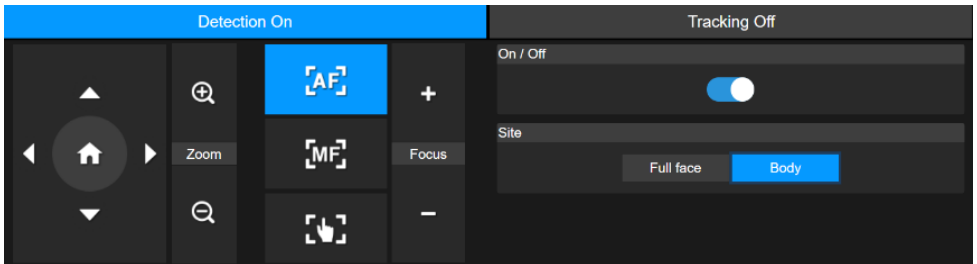 Detection On
Tracking Off
On / Off
AF
+
Zoom
MF
Focus
Site
Full face
Body
−